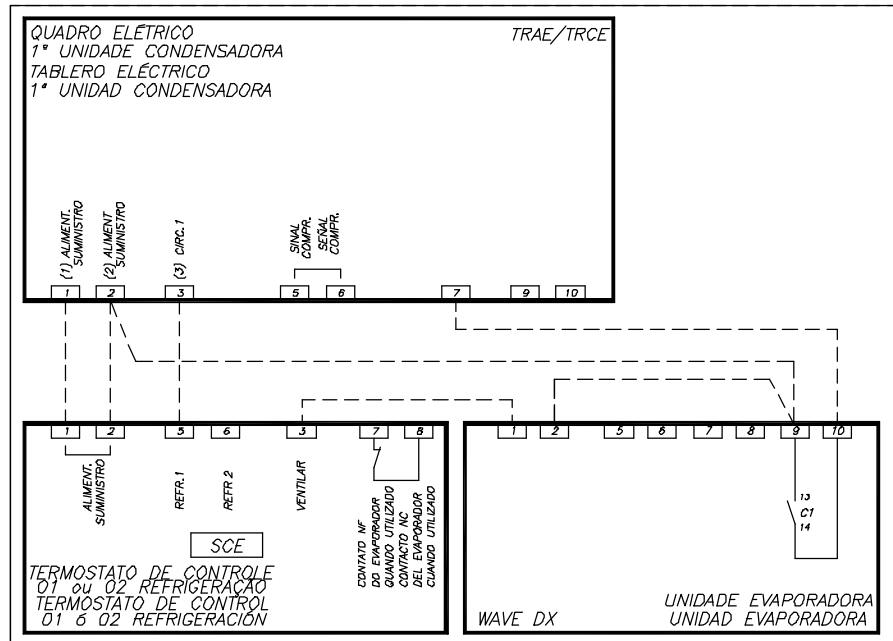 QUADRO ELÉTRICO
1ª UNIDADE CONDENSADORA
TABLERO ELÉCTRICO
1ª UNIDAD CONDENSADORA
TRAE/TRCE
(1) ALIMENT.
SUMINISTRO
(2) ALIMENT
SUMINISTRO
(3) CIRC.1
SINAL
COMPR.
SEÑAL
COMPR.
1 2 3 5 6 7 9 10
1 2 5 6 3 7 8
1 2 5 6 7 8 9 10
ALIMENT.
SUMINISTRO
REFR.1
REFR 2
VENTILAR
CONTATO NF
DO EVAPORADOR
QUANDO UTILIZADO
CONTACTO NC
DEL EVAPORADOR
CUANDO UTILIZADO
SCE
TERMOSTATO DE CONTROLE
01 ou 02 REFRIGERAÇÃO
TERMOSTATO DE CONTROL
01 ó 02 REFRIGERACIÓN
13
C1
14
WAVE DX
UNIDADE EVAPORADORA
UNIDAD EVAPORADORA